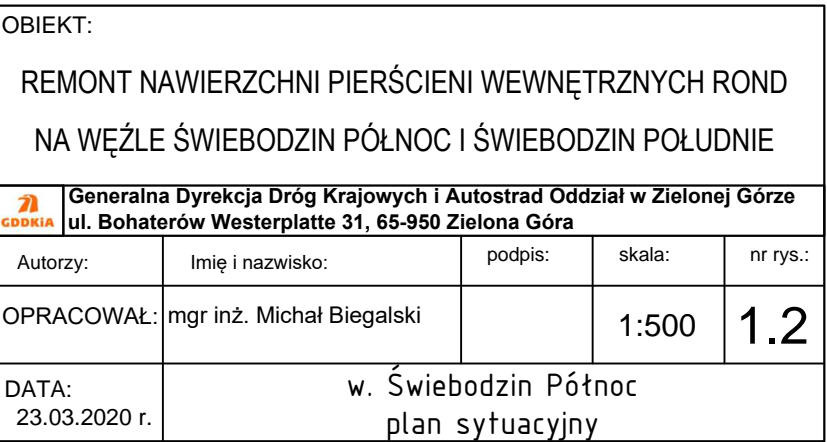 OBIEKT:
REMONT NAWIERZCHNI PIERŚCIENI WEWNĘTRZNYCH ROND
NA WĘŹLE ŚWIEBODZIN PÓŁNOC I ŚWIEBODZIN POŁUDNIE
GDDKiA
Generalna Dyrekcja Dróg Krajowych i Autostrad Oddział w Zielonej Górze
ul. Bohaterów Westerplatte 31, 65-950 Zielona Góra
Autorzy: Imię i nazwisko: podpis: skala: nr rys.:
OPRACOWAŁ: mgr inż. Michał Biegalski 1:500 1.2
DATA: w. Świebodzin Północ
23.03.2020 r. plan sytuacyjny